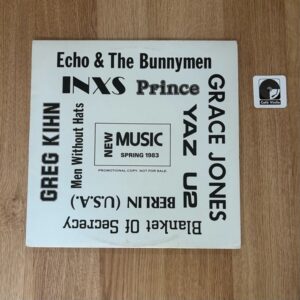 Echo & The Bunnymen
INXS Prince
GRACE JONES
GREG KIHN
Men Without Hats
NEW MUSIC
SPRING 1983
PROMOTIONAL COPY. NOT FOR SALE.
YAZ U2
BERLIN (U.S.A.)
Blanket Of Secrecy